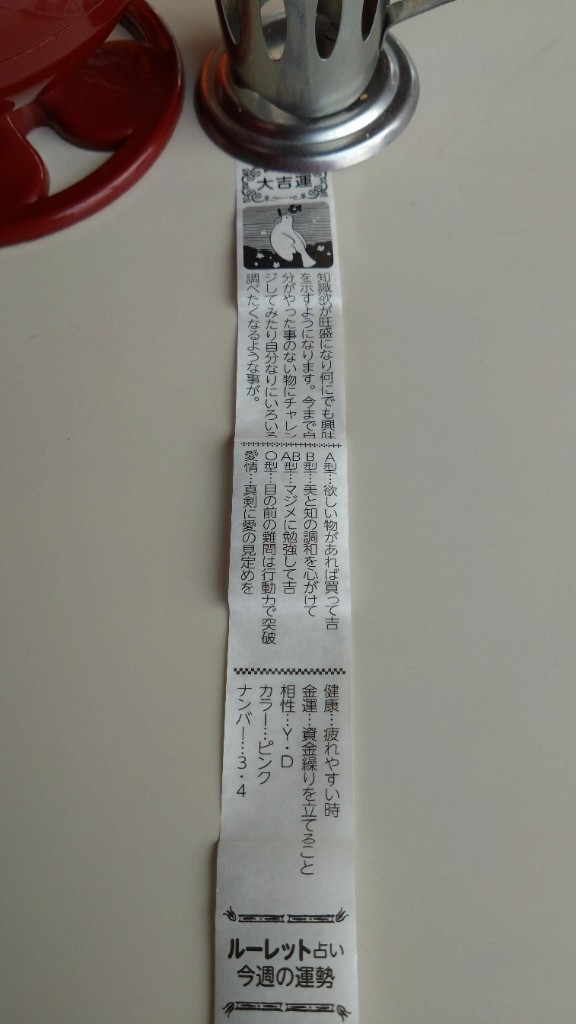 大吉運
知識欲が旺盛になり何にでも興味
を示すようになります。今まで自
分がやった事のない物にチャレン
ジしてみたり自分なりにいろいろ
調べたくなるような事が。
A型…欲しい物があれば買って吉
B型…美と知の調和を心がけて
AB型…マジメに勉強して吉
O型…目の前の難問は行動力で突破
愛情…真剣に愛の見定めを
健康…疲れやすい時
金運…資金繰りを立てること
相性…Y・D
カラー…ピンク
ナンバー…3・4
ルーレット占い
今週の運勢